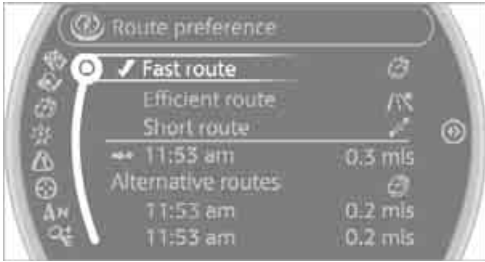 Route preference
✓ Fast route
Efficient route
Short route
11:53 am 0.3 mls
Alternative routes
11:53 am 0.2 mls
11:53 am 0.2 mls
N